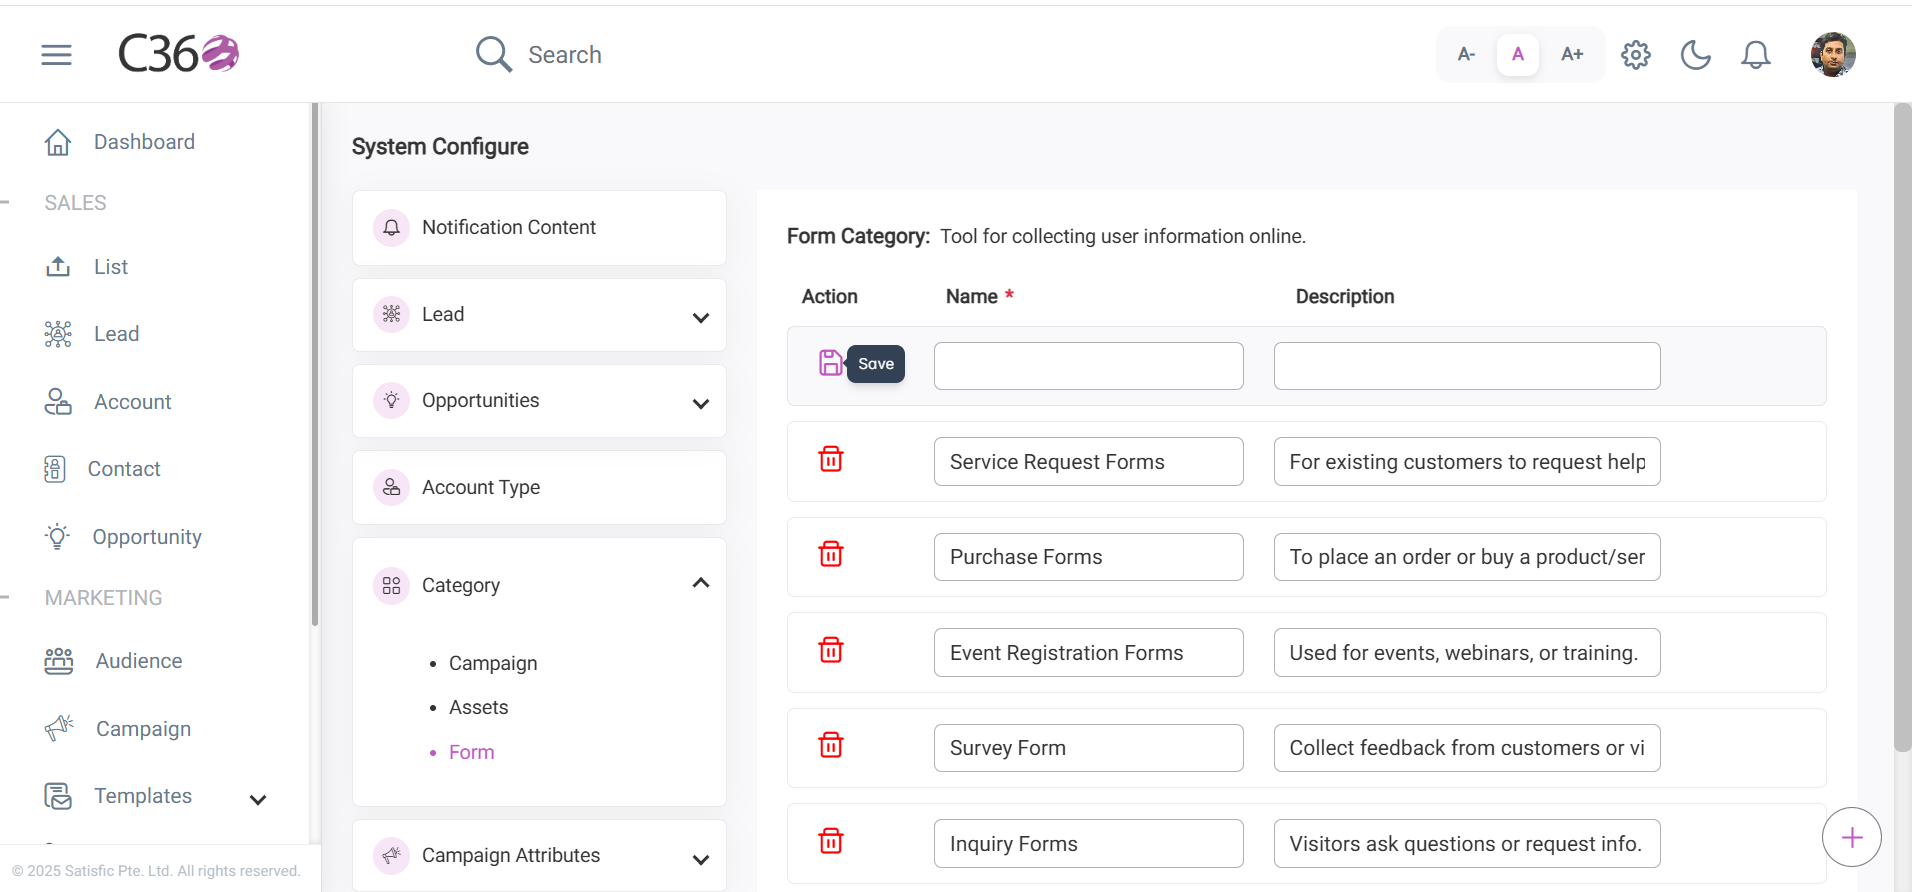 C360
Search
A-
A
A+
Dashboard
SALES
List
Lead
Account
Contact
Opportunity
MARKETING
Audience
Campaign
Templates
© 2025 Satisfic Pte. Ltd. All rights reserved.
System Configure
Notification Content
Lead
Opportunities
Account Type
Category
Campaign
Assets
Form
Campaign Attributes
Form Category: Tool for collecting user information online.
Action Name * Description
Save
Service Request Forms For existing customers to request help
Purchase Forms To place an order or buy a product/ser
Event Registration Forms Used for events, webinars, or training.
Survey Form Collect feedback from customers or vi
Inquiry Forms Visitors ask questions or request info.